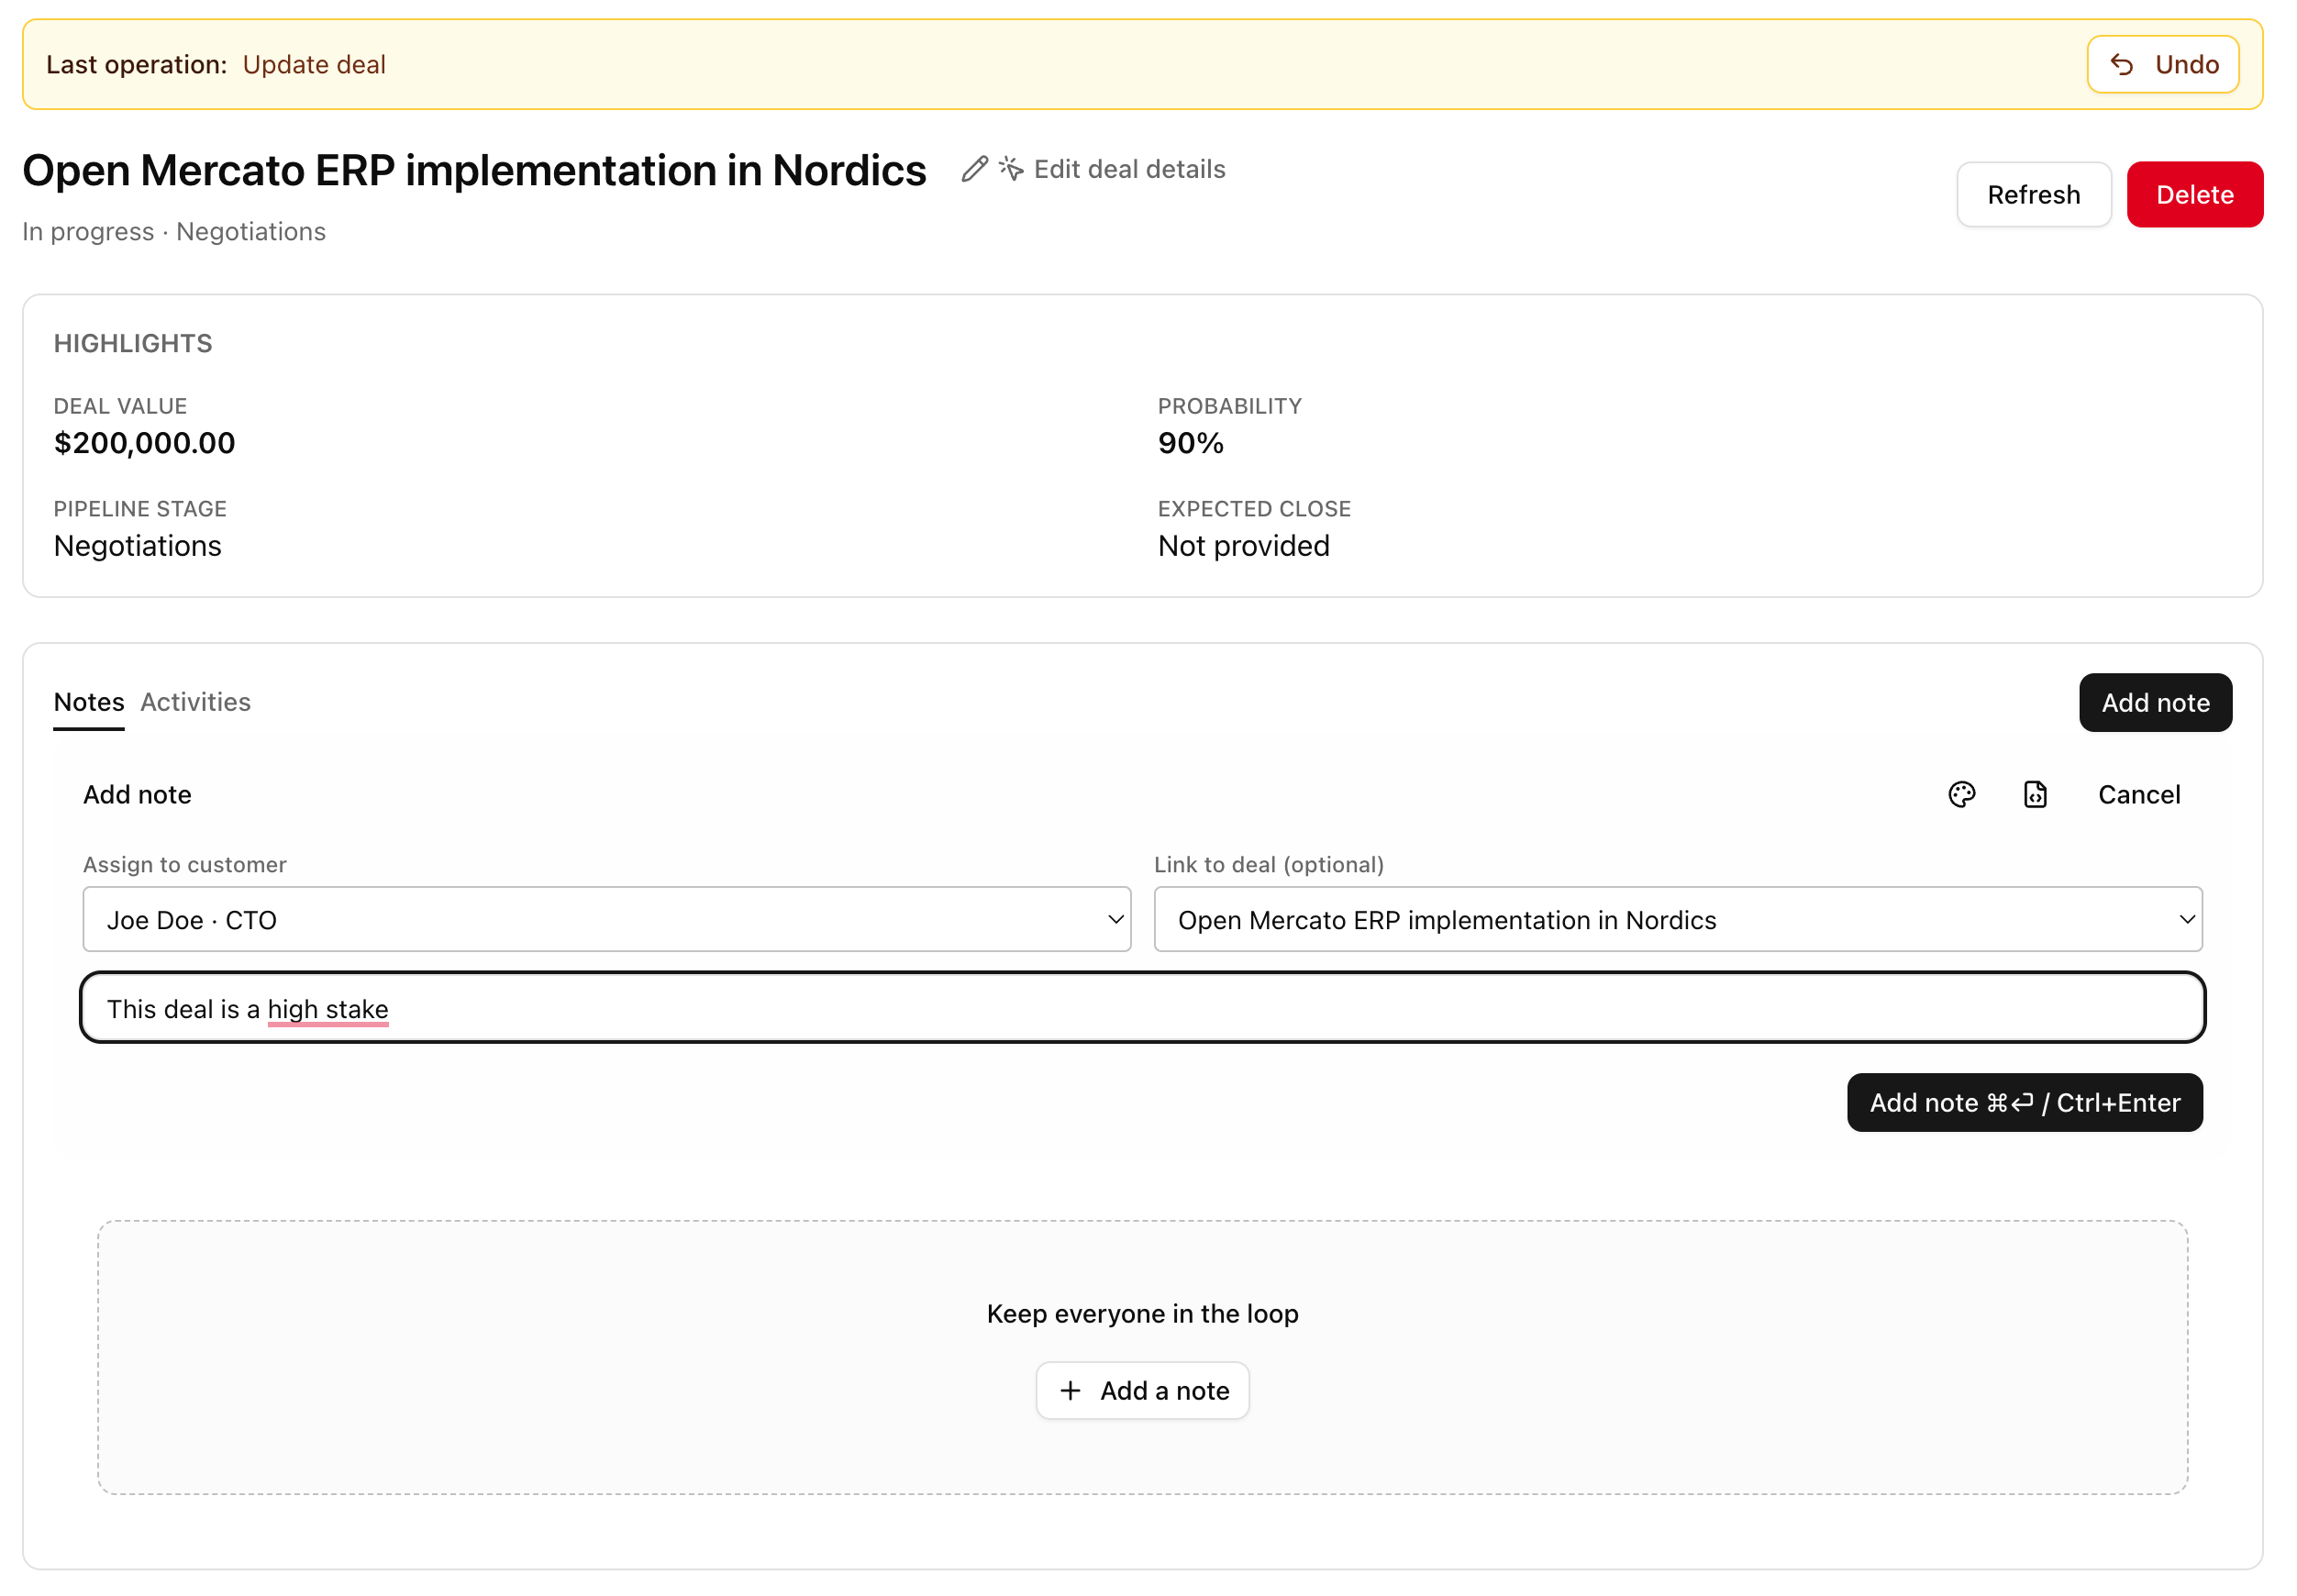 Last operation: Update deal
Undo
Open Mercato ERP implementation in Nordics
Edit deal details
In progress · Negotiations
Refresh
Delete
HIGHLIGHTS
DEAL VALUE
$200,000.00
PROBABILITY
90%
PIPELINE STAGE
Negotiations
EXPECTED CLOSE
Not provided
Notes
Activities
Add note
Add note
Cancel
Assign to customer
Joe Doe · CTO
Link to deal (optional)
Open Mercato ERP implementation in Nordics
This deal is a high stake
Add note ⌘⏎ / Ctrl+Enter
Keep everyone in the loop
+ Add a note